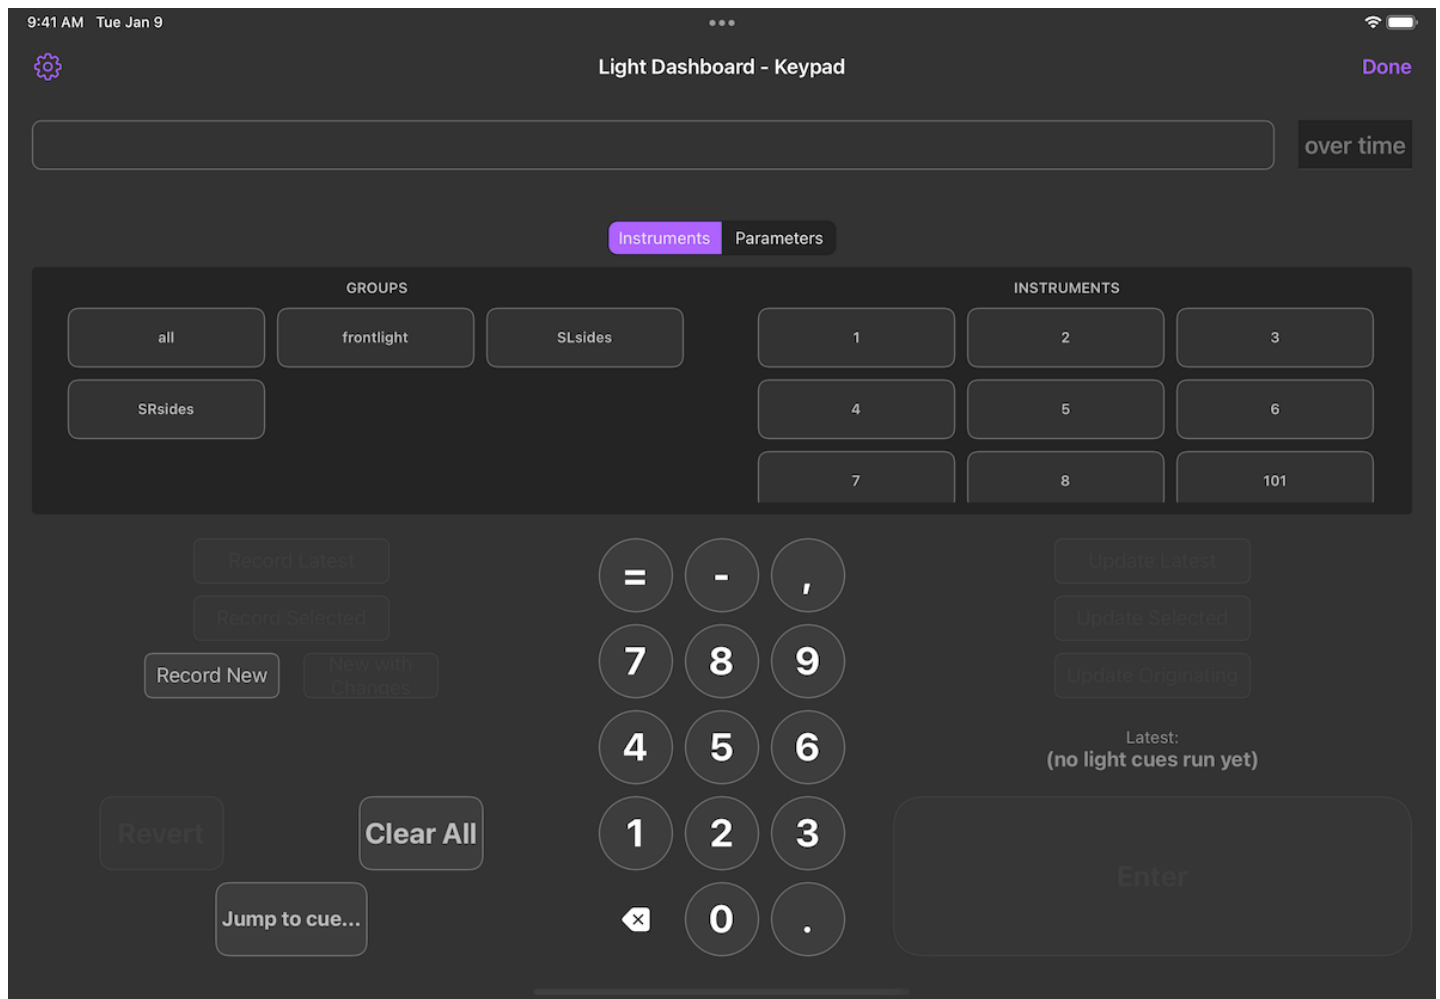 9:41 AM Tue Jan 9
Light Dashboard - Keypad
Done
over time
Instruments Parameters
GROUPS
all frontlight SLsides
SRsides
INSTRUMENTS
1 2 3
4 5 6
7 8 101
Record Latest
Record Selected
Record New
New with
Changes
Revert
Clear All
Jump to cue...
= - ,
7 8 9
4 5 6
1 2 3
0 .
Update Latest
Update Selected
Update Originating
Latest:
(no light cues run yet)
Enter